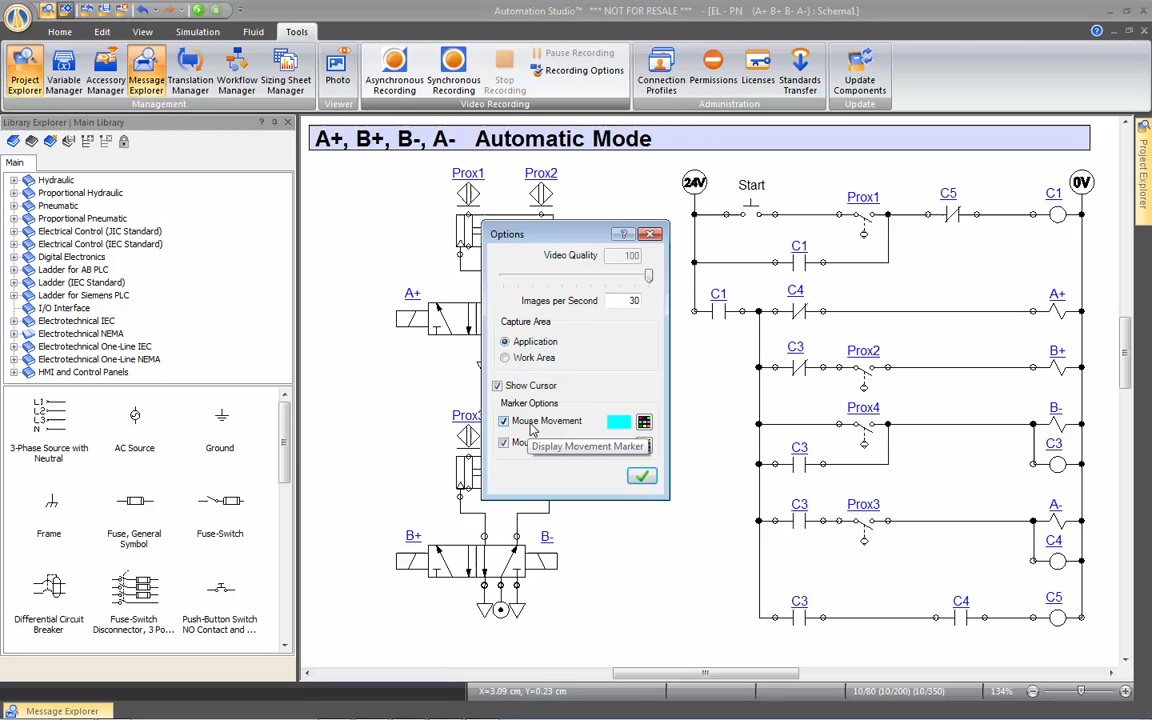 Automation Studio™ *** NOT FOR RESALE *** - [EL - PN (A+ B+ B- A-) : Schema1]
Home Edit View Simulation Fluid Tools
Project Explorer
Variable Manager
Accessory Manager
Message Explorer
Translation Manager
Workflow Manager
Sizing Sheet Manager
Management
Photo
Viewer
Asynchronous Recording
Synchronous Recording
Stop Recording
Pause Recording
Recording Options
Video Recording
Connection Profiles
Permissions
Licenses
Standards Transfer
Administration
Update Components
Update
Library Explorer | Main Library
Main
Hydraulic
Proportional Hydraulic
Pneumatic
Proportional Pneumatic
Electrical Control (JIC Standard)
Electrical Control (IEC Standard)
Digital Electronics
Ladder for AB PLC
Ladder (IEC Standard)
Ladder for Siemens PLC
I/O Interface
Electrotechnical IEC
Electrotechnical NEMA
Electrotechnical One-Line IEC
Electrotechnical One-Line NEMA
HMI and Control Panels
L1
L2
L3
N
3-Phase Source with Neutral
AC Source
Ground
Frame
Fuse, General Symbol
Fuse-Switch
Differential Circuit Breaker
Fuse-Switch Disconnector, 3 Po...
Push-Button Switch NO Contact and ...
A+, B+, B-, A- Automatic Mode
Prox1 Prox2
A+
Prox3
B+ B-
Options
Video Quality 100
Images per Second 30
Capture Area
Application
Work Area
Show Cursor
Marker Options
Mouse Movement
Display Movement Marker
24V Start Prox1 C5 C1 0V
C1
C1 C4 A+
C3 Prox2 B+
Prox4 B-
C3 C3
C3 Prox3 A-
C4
C3 C4 C5
Project Explorer
X=3.09 cm, Y=0.23 cm
10/80 (10/200) (10/350)
134%
Message Explorer